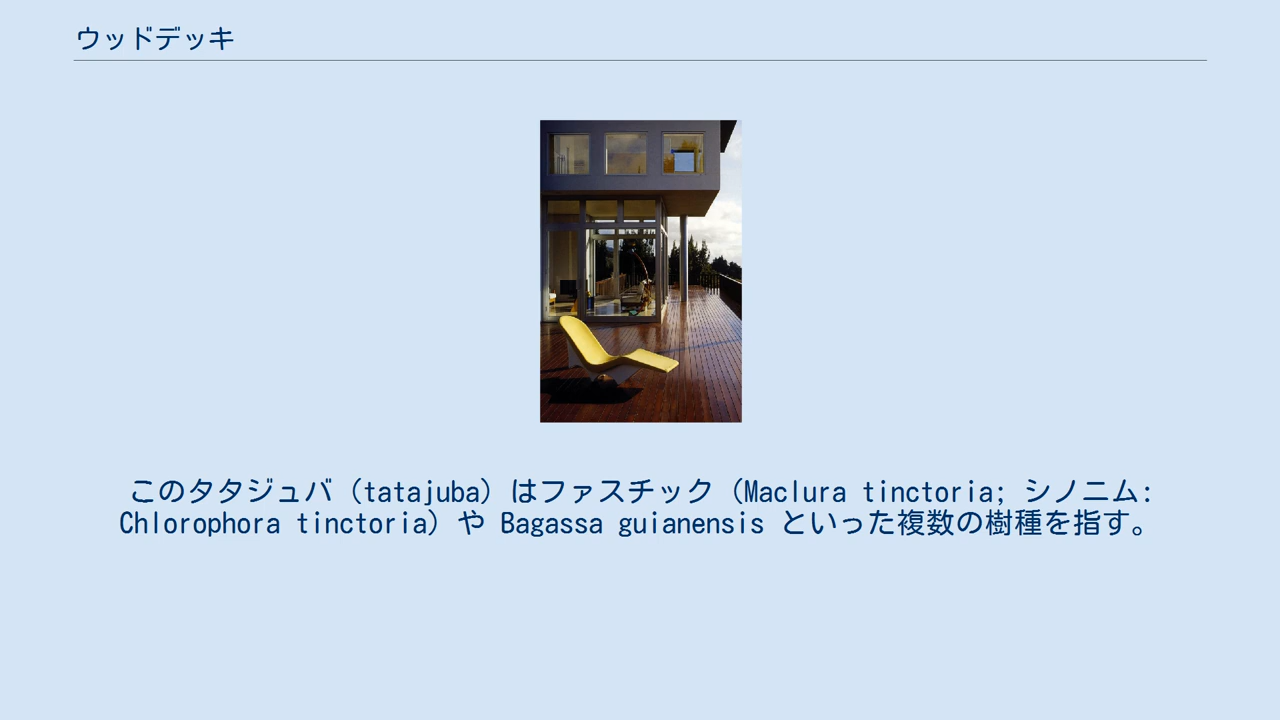 ウッドデッキ
このタタジュバ（tatajuba）はファスチック（Maclura tinctoria; シノニム:
Chlorophora tinctoria）や Bagassa guianensis といった複数の樹種を指す。